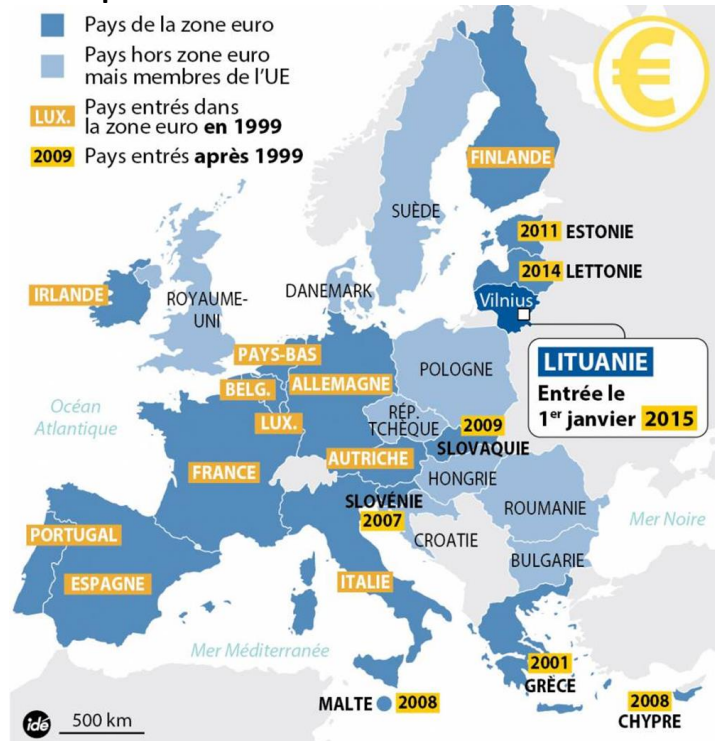 Pays de la zone euro
Pays hors zone euro
mais membres de l'UE
LUX. Pays entrés dans
la zone euro en 1999
2009 Pays entrés après 1999
€
FINLANDE
SUÈDE
2011 ESTONIE
2014 LETTONIE
Vilnius
LITUANIE
Entrée le
1er janvier 2015
IRLANDE
ROYAUME-
UNI
DANEMARK
PAYS-BAS
BELG.
ALLEMAGNE
LUX.
POLOGNE
RÉP.
TCHÈQUE
2009
SLOVAQUIE
Océan
Atlantique
FRANCE
AUTRICHE
HONGRIE
SLOVÉNIE
2007
CROATIE
ROUMANIE
BULGARIE
Mer Noire
PORTUGAL
ESPAGNE
ITALIE
Mer Méditerranée
2001
GRÈCE
MALTE 2008
2008
CHYPRE
idé 500 km